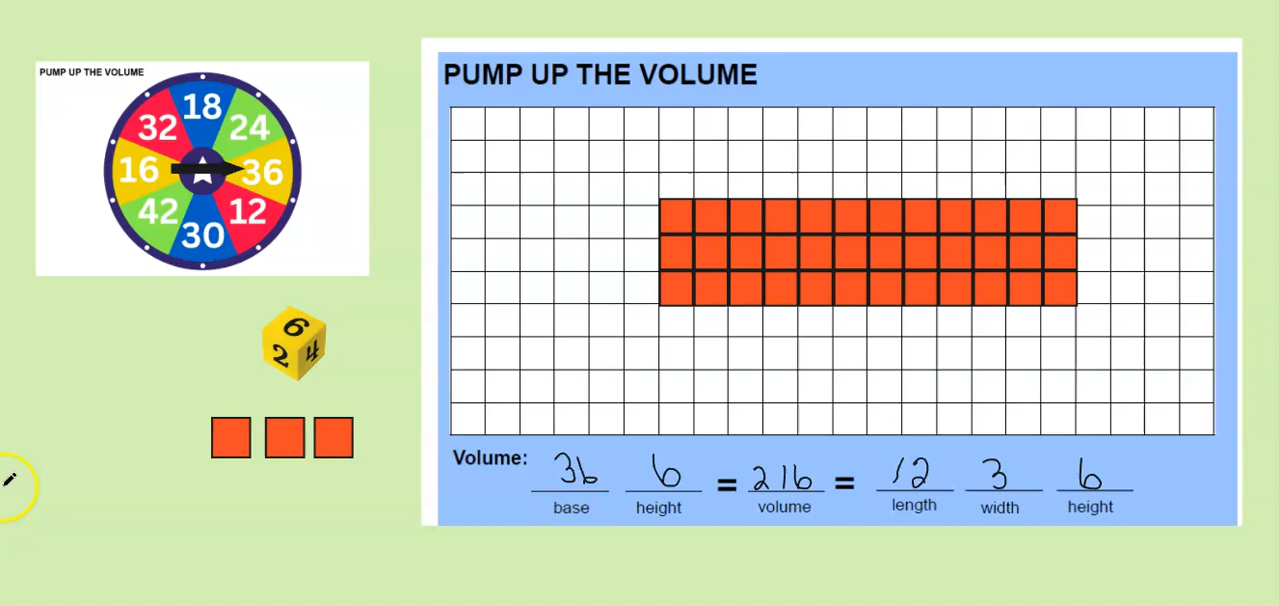 PUMP UP THE VOLUME
18
32 24
16 36
42 12
30
6
2 4
PUMP UP THE VOLUME
Volume: 36 6 = 216 = 12 3 6
base height volume length width height